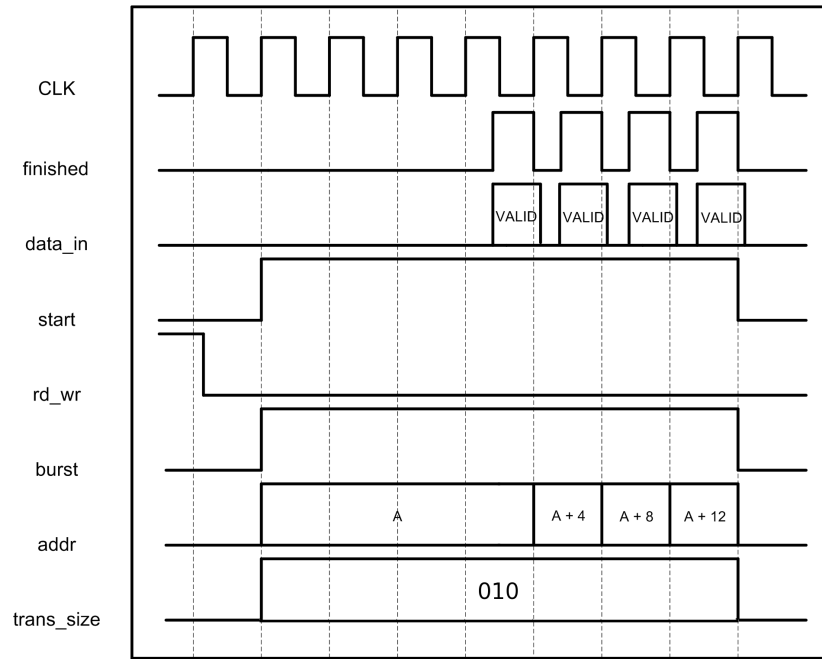 CLK
finished
VALID VALID VALID VALID
data_in
start
rd_wr
burst
A A + 4 A + 8 A + 12
addr
010
trans_size